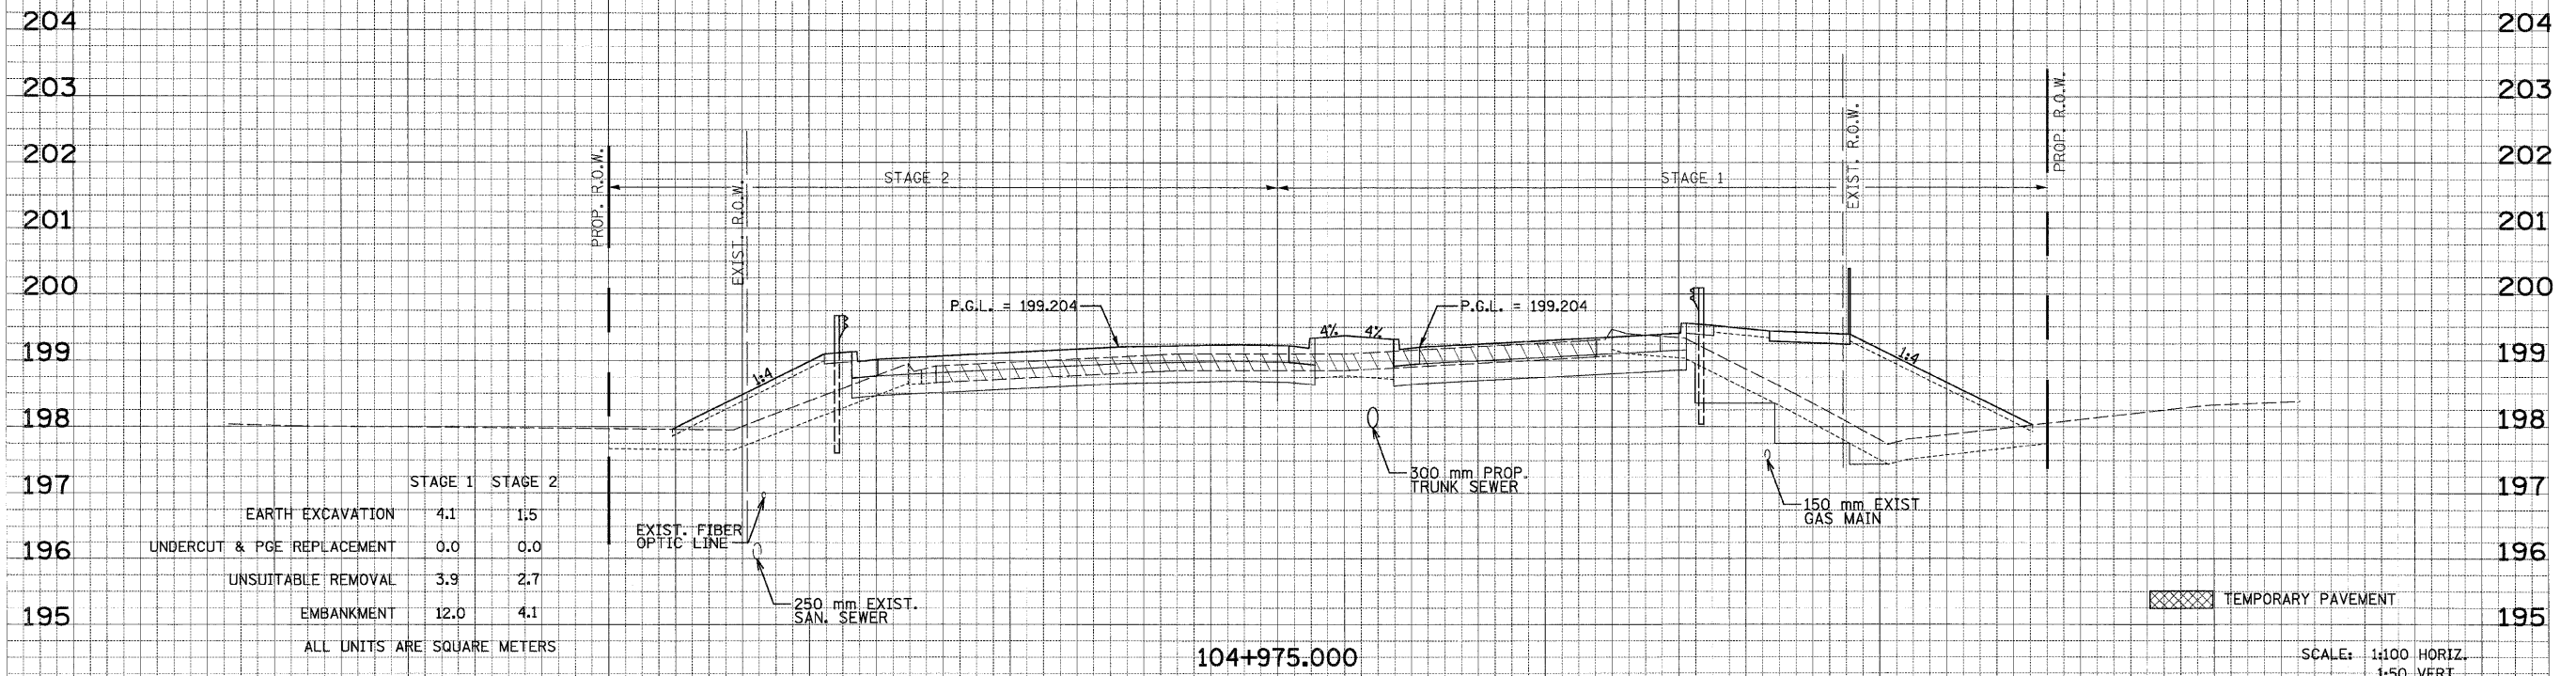 204 204
203 203
202 202
201 201
200 200
199 199
198 198
197 197
196 196
195 195
PROP. R.O.W.
EXIST. R.O.W.
STAGE 2
STAGE 1
EXIST. R.O.W.
PROP. R.O.W.
P.G.L. = 199.204
P.G.L. = 199.204
4% 4%
1:4
1:4
300 mm PROP.
TRUNK SEWER
150 mm EXIST
GAS MAIN
EXIST. FIBER
OPTIC LINE
250 mm EXIST.
SAN. SEWER
STAGE 1 STAGE 2
EARTH EXCAVATION 4.1 1.5
UNDERCUT & PGE REPLACEMENT 0.0 0.0
UNSUITABLE REMOVAL 3.9 2.7
EMBANKMENT 12.0 4.1
ALL UNITS ARE SQUARE METERS
104+975.000
TEMPORARY PAVEMENT
SCALE: 1:100 HORIZ.
1:50 VERT.